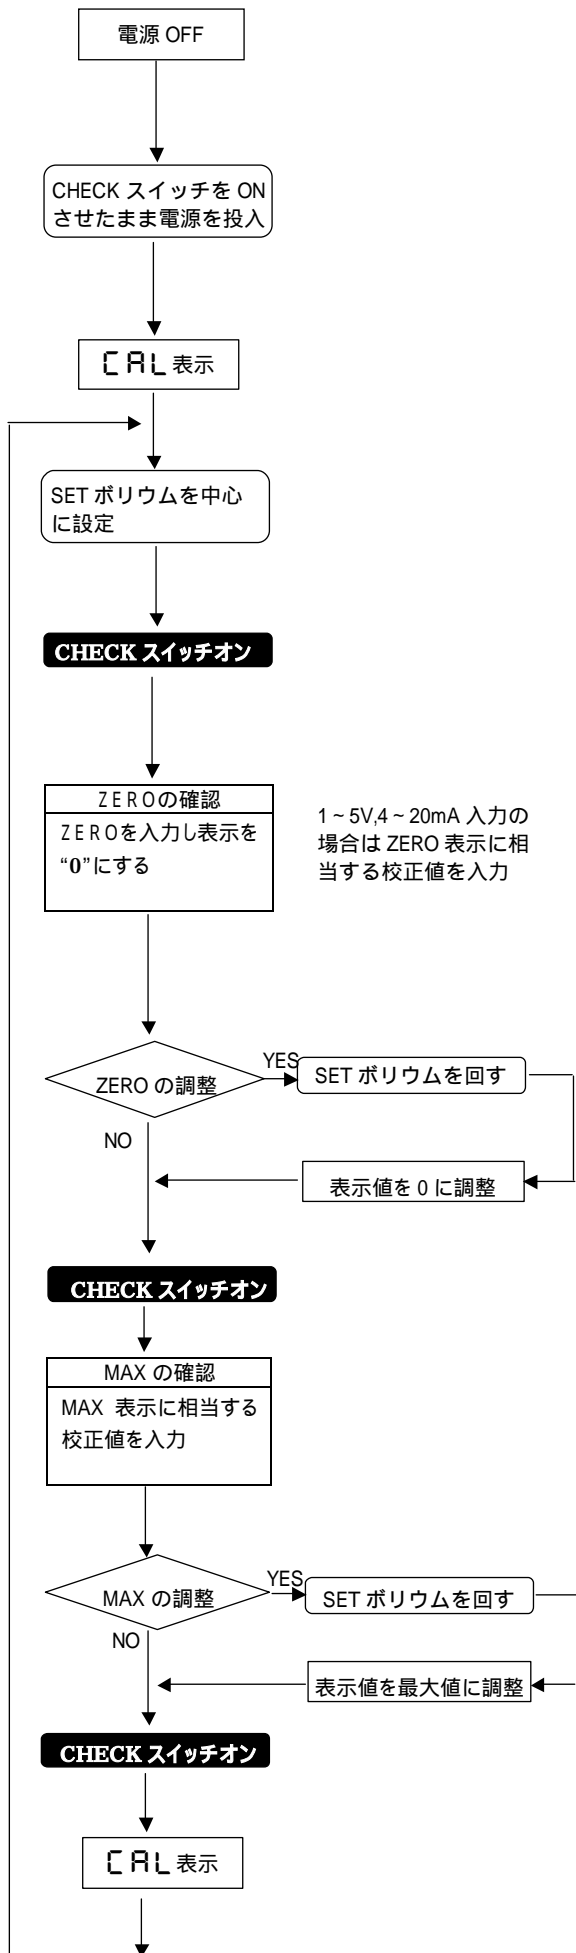 電源 OFF
CHECK スイッチを ON
させたまま電源を投入
CAL 表示
SET ボリウムを中心
に設定
CHECK スイッチオン
ZEROの確認
ZEROを入力し表示を
“0”にする
1 ~ 5V,4 ~ 20mA 入力の
場合は ZERO 表示に相
当する校正値を入力
ZERO の調整
YES
SET ボリウムを回す
NO
表示値を 0 に調整
CHECK スイッチオン
MAX の確認
MAX 表示に相当する
校正値を入力
MAX の調整
YES
SET ボリウムを回す
NO
表示値を最大値に調整
CHECK スイッチオン
CAL 表示